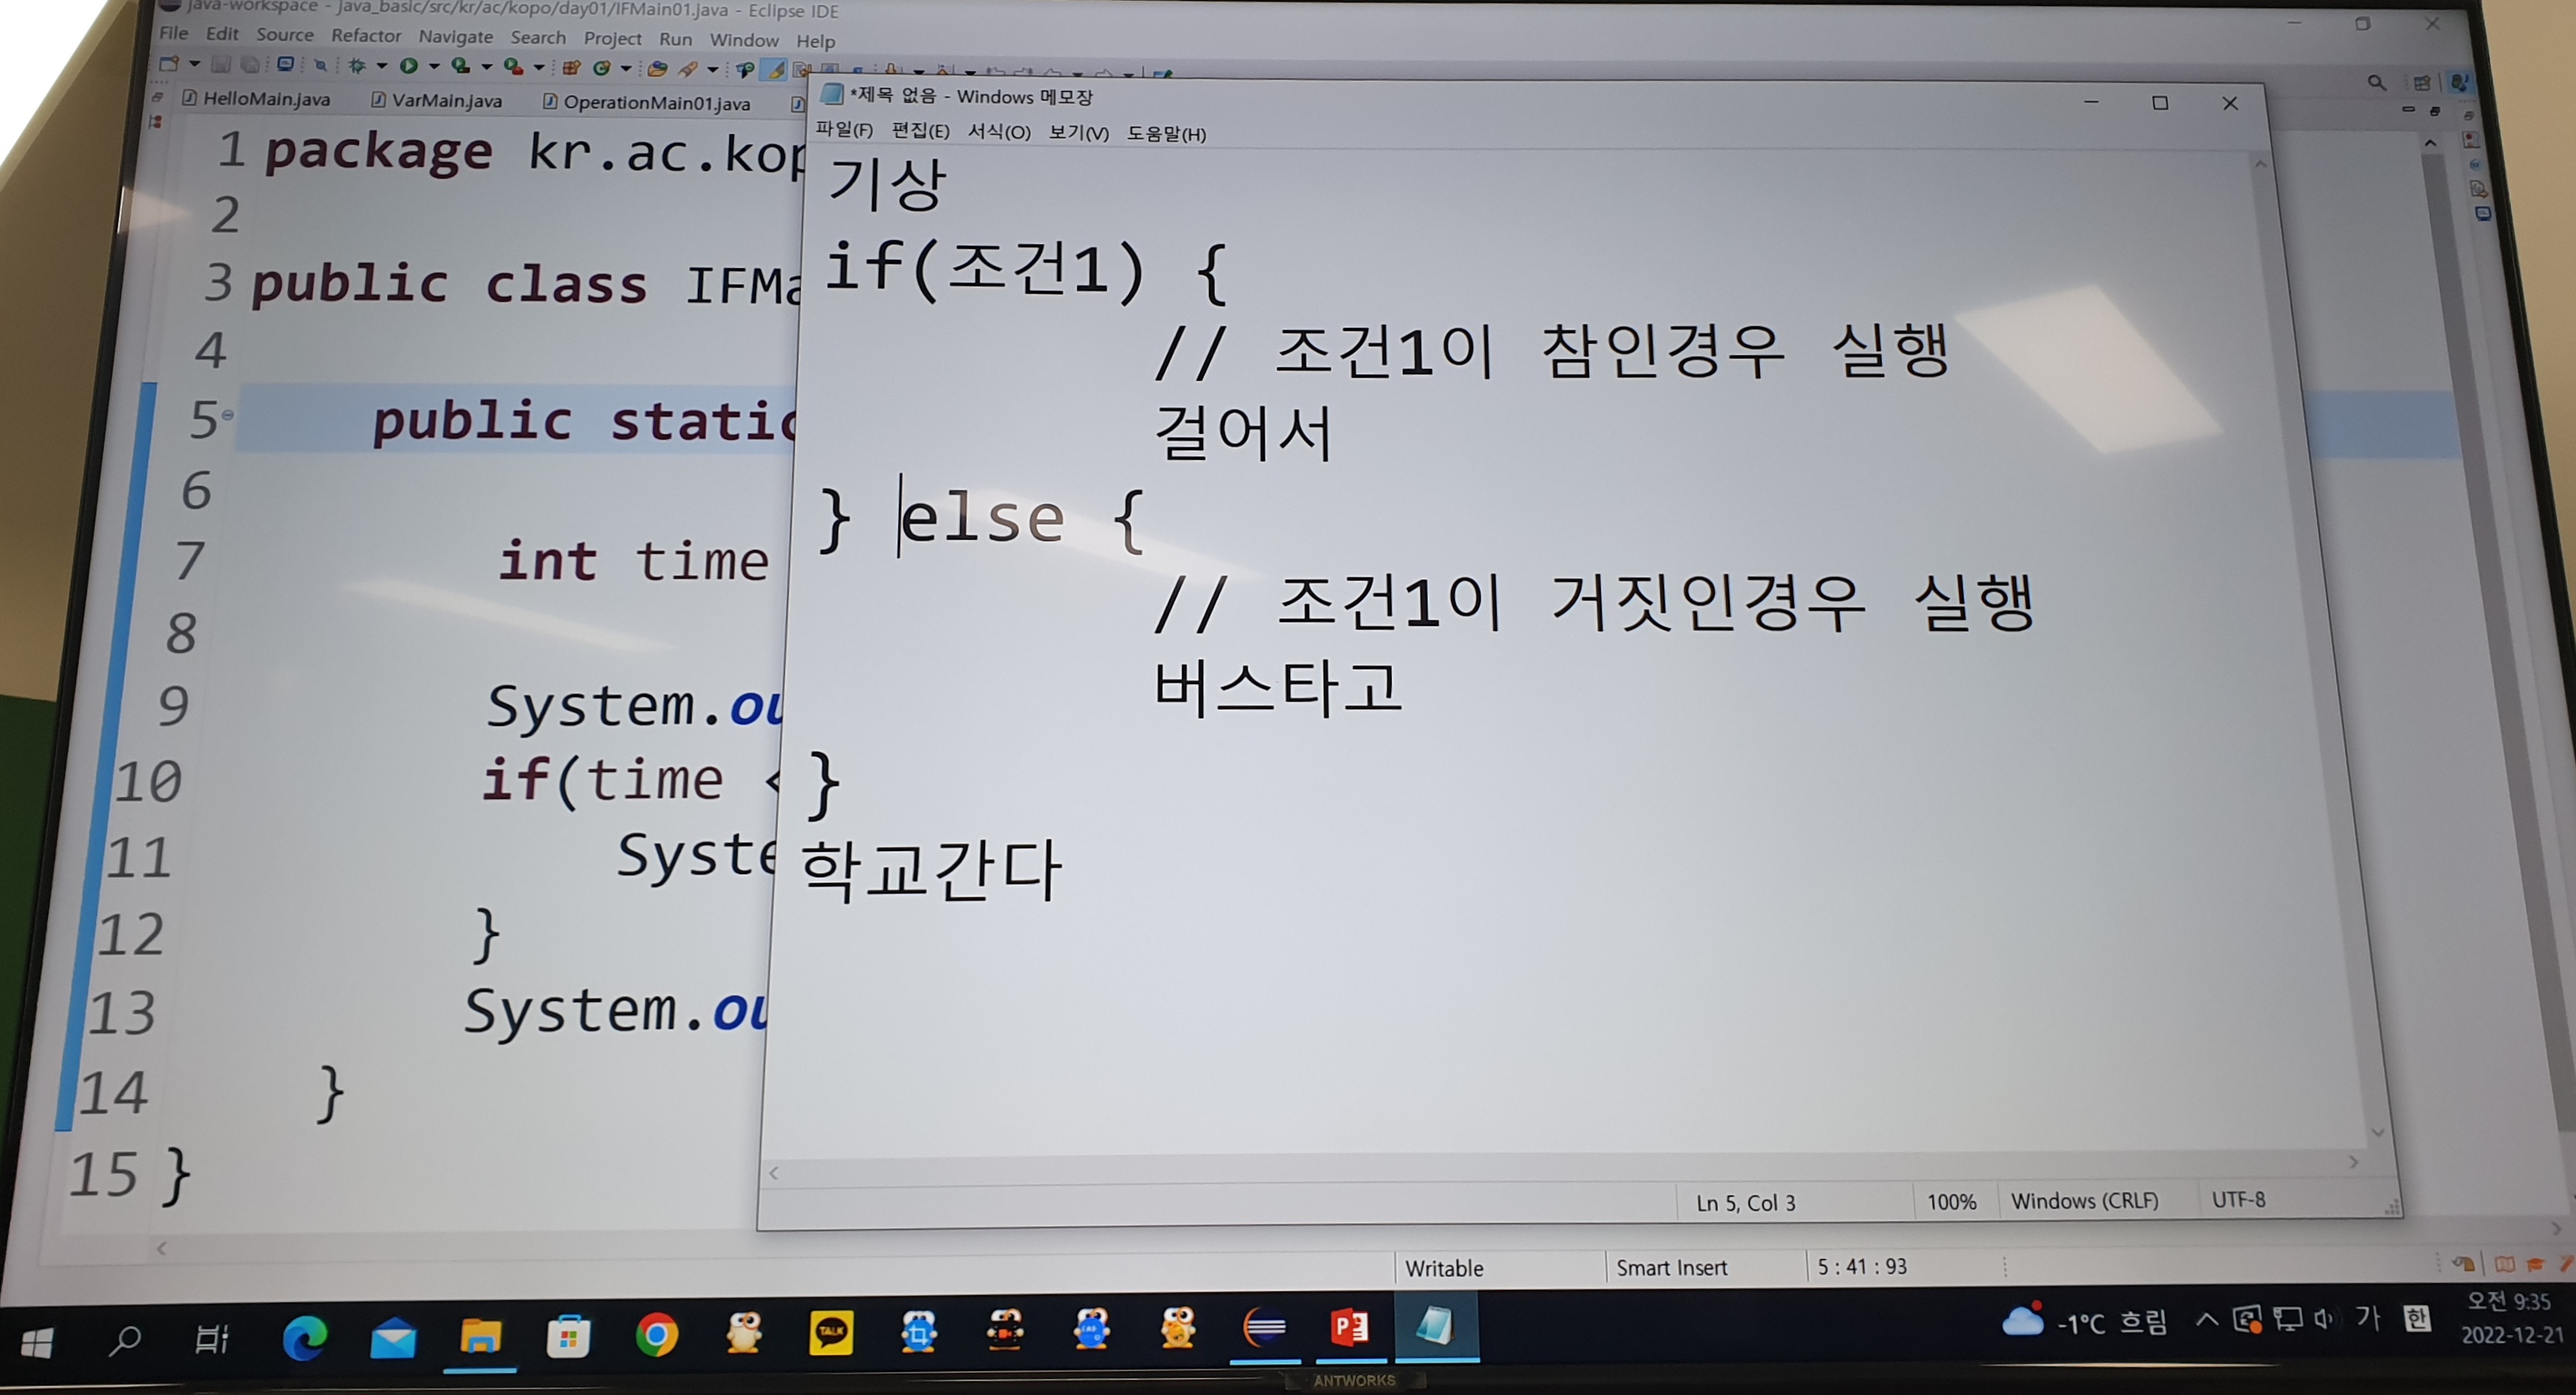 java-workspace - java_basic/src/kr/ac/kopo/day01/IFMain01.java - Eclipse IDE
File Edit Source Refactor Navigate Search Project Run Window Help
HelloMain.java VarMain.java OperationMain01.java
1 package kr.ac.kop
2
3 public class IFMa
4
5 public static
6
7 int time
8
9 System.ou
10 if(time <
11 Syste
12 }
13 System.ou
14 }
15 }
*제목 없음 - Windows 메모장
파일(F) 편집(E) 서식(O) 보기(V) 도움말(H)
기상
if(조건1) {
// 조건1이 참인경우 실행
걸어서
} else {
// 조건1이 거짓인경우 실행
버스타고
}
학교간다
Ln 5, Col 3 100% Windows (CRLF) UTF-8
Writable Smart Insert 5 : 41 : 93
TALK
-1°C 흐림 가 한 오전 9:35
2022-12-21
ANTWORKS